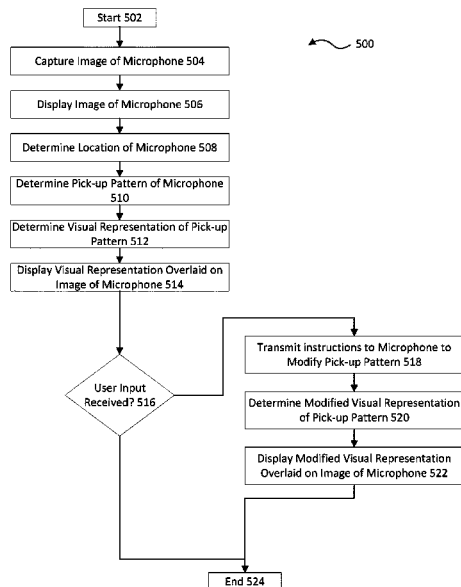 Start 502
500
Capture Image of Microphone 504
Display Image of Microphone 506
Determine Location of Microphone 508
Determine Pick-up Pattern of Microphone
510
Determine Visual Representation of Pick-up
Pattern 512
Display Visual Representation Overlaid on
Image of Microphone 514
User Input
Received? 516
Transmit instructions to Microphone to
Modify Pick-up Pattern 518
Determine Modified Visual Representation
of Pick-up Pattern 520
Display Modified Visual Representation
Overlaid on Image of Microphone 522
End 524